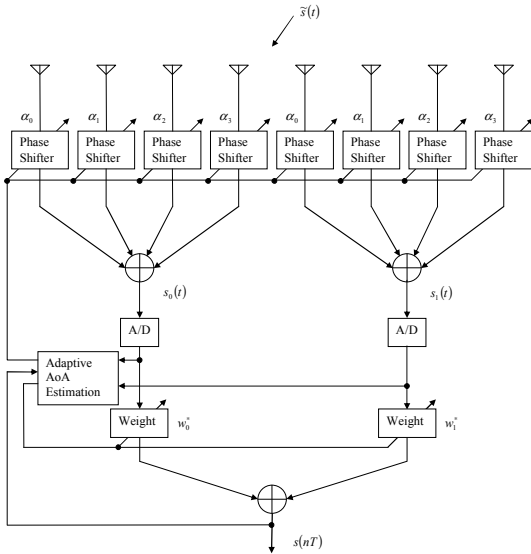 s̃(t)
α₀ α₁ α₂ α₃ α₀ α₁ α₂ α₃
Phase Shifter
Phase Shifter
Phase Shifter
Phase Shifter
Phase Shifter
Phase Shifter
Phase Shifter
Phase Shifter
s₀(t)
s₁(t)
A/D
A/D
Adaptive
AoA
Estimation
Weight
w₀*
Weight
w₁*
s(nT)